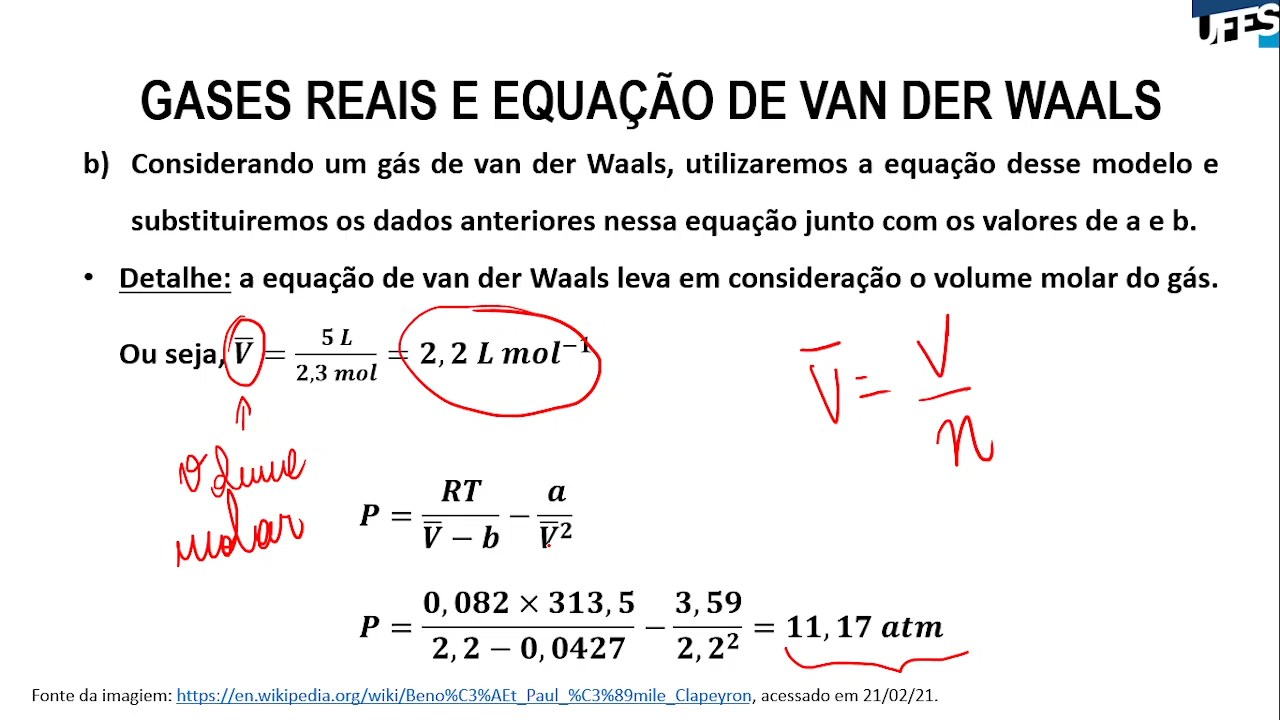 UFES
GASES REAIS E EQUAÇÃO DE VAN DER WAALS
b) Considerando um gás de van der Waals, utilizaremos a equação desse modelo e
substituiremos os dados anteriores nessa equação junto com os valores de a e b.
• Detalhe: a equação de van der Waals leva em consideração o volume molar do gás.
Ou seja, V̅ = 5 L / 2,3 mol = 2,2 L mol⁻¹
V̅ = V / n
↑
volume
molar
P = RT / (V̅ − b) − a / V̅²
P = (0,082 × 313,5) / (2,2 − 0,0427) − 3,59 / 2,2² = 11,17 atm
Fonte da imagiem: https://en.wikipedia.org/wiki/Beno%C3%AEt_Paul_%C3%89mile_Clapeyron, acessado em 21/02/21.